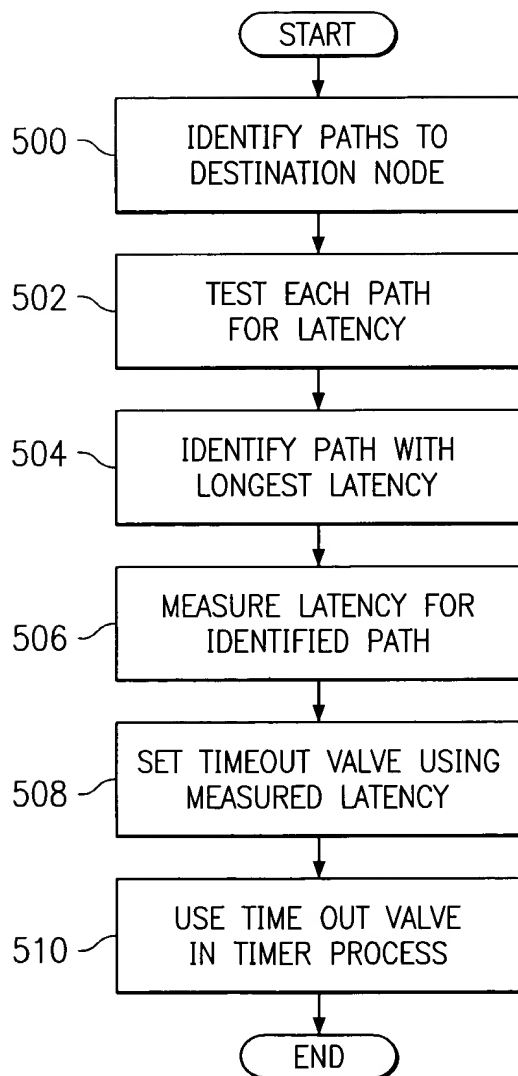 START
500
IDENTIFY PATHS TO
DESTINATION NODE
502
TEST EACH PATH
FOR LATENCY
504
IDENTIFY PATH WITH
LONGEST LATENCY
506
MEASURE LATENCY FOR
IDENTIFIED PATH
508
SET TIMEOUT VALVE USING
MEASURED LATENCY
510
USE TIME OUT VALVE
IN TIMER PROCESS
END